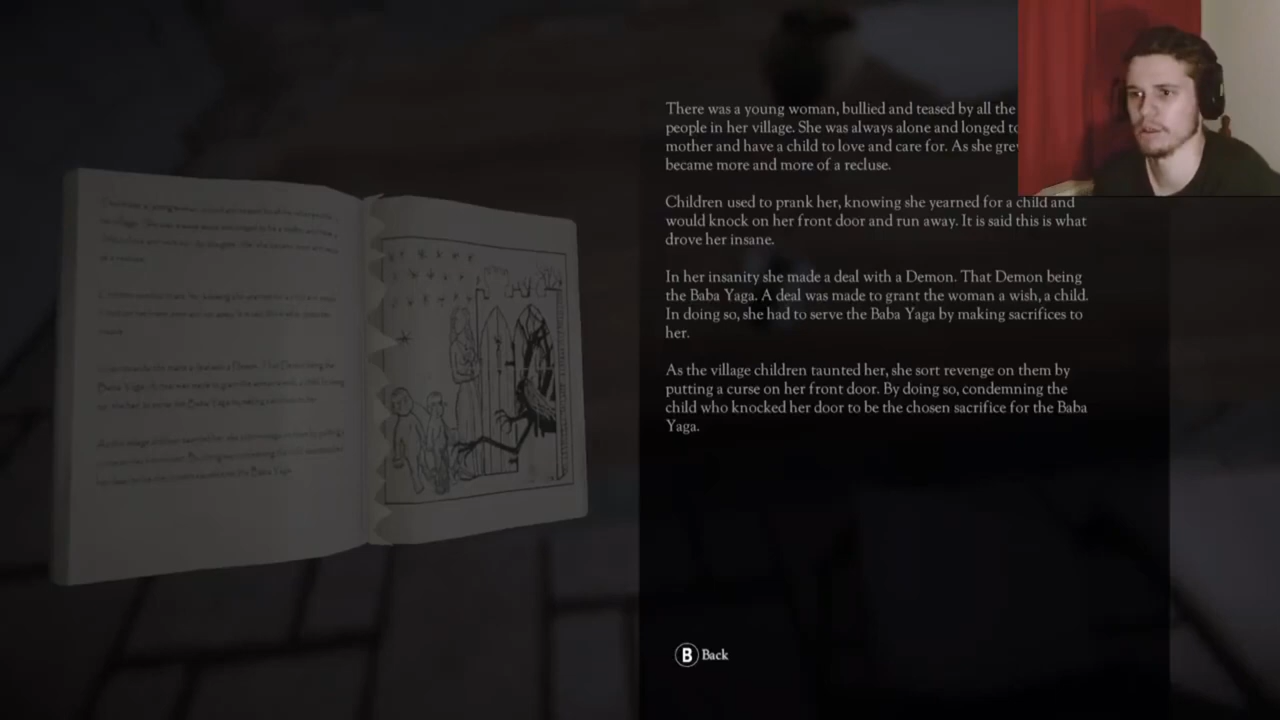 There was a young woman, bullied and teased by all the
people in her village. She was always alone and longed
mother and have a child to love and care for. As she
became more and more of a recluse.
Children used to prank her, knowing she yearned for a child and
would knock on her front door and run away. It is said this is what
drove her insane.
In her insanity she made a deal with a Demon. That Demon being
the Baba Yaga. A deal was made to grant the woman a wish, a child.
In doing so, she had to serve the Baba Yaga by making sacrifices to
her.
As the village children taunted her, she sort revenge on them by
putting a curse on her front door. By doing so, condemning the
child who knocked her door to be the chosen sacrifice for the Baba
Yaga.
B Back